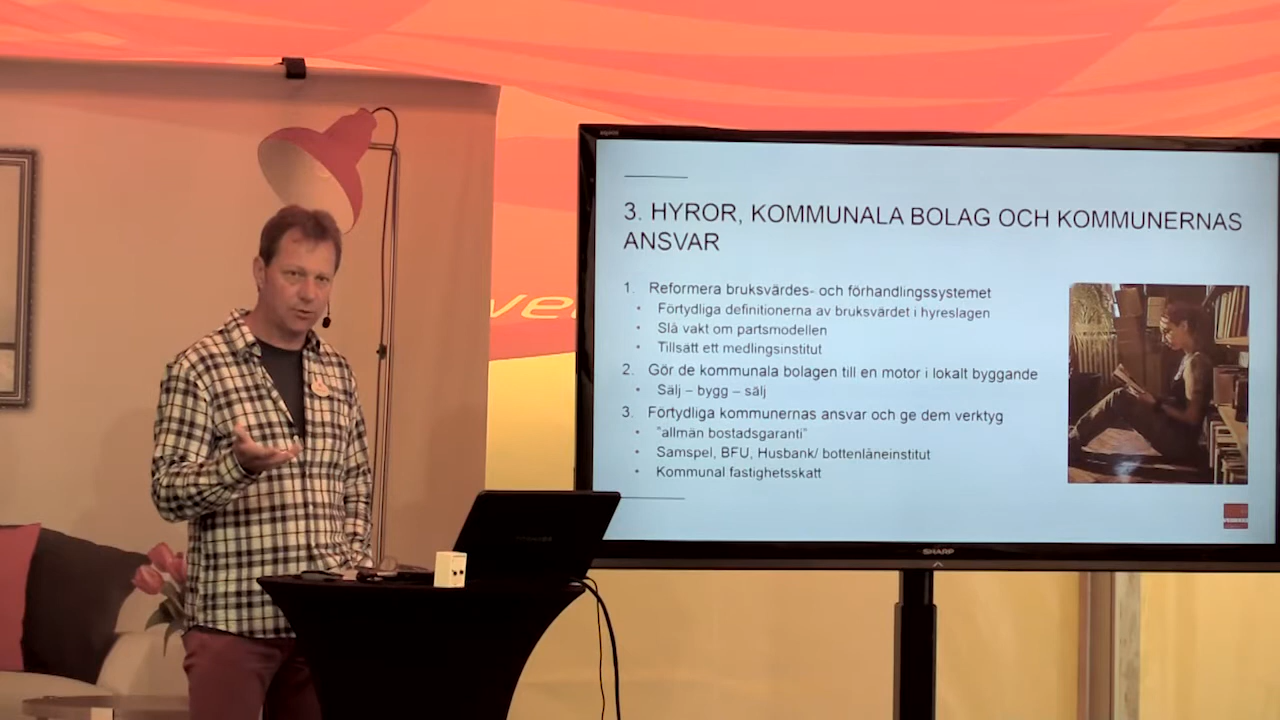 3. HYROR, KOMMUNALA BOLAG OCH KOMMUNERNAS
ANSVAR
1. Reformera bruksvärdes- och förhandlingssystemet
• Förtydliga definitionerna av bruksvärdet i hyreslagen
• Slå vakt om partsmodellen
• Tillsätt ett medlingsinstitut
2. Gör de kommunala bolagen till en motor i lokalt byggande
• Sälj – bygg – sälj
3. Förtydliga kommunernas ansvar och ge dem verktyg
• "allmän bostadsgaranti"
• Samspel, BFU, Husbank/ bottenlåneinstitut
• Kommunal fastighetsskatt
SHARP